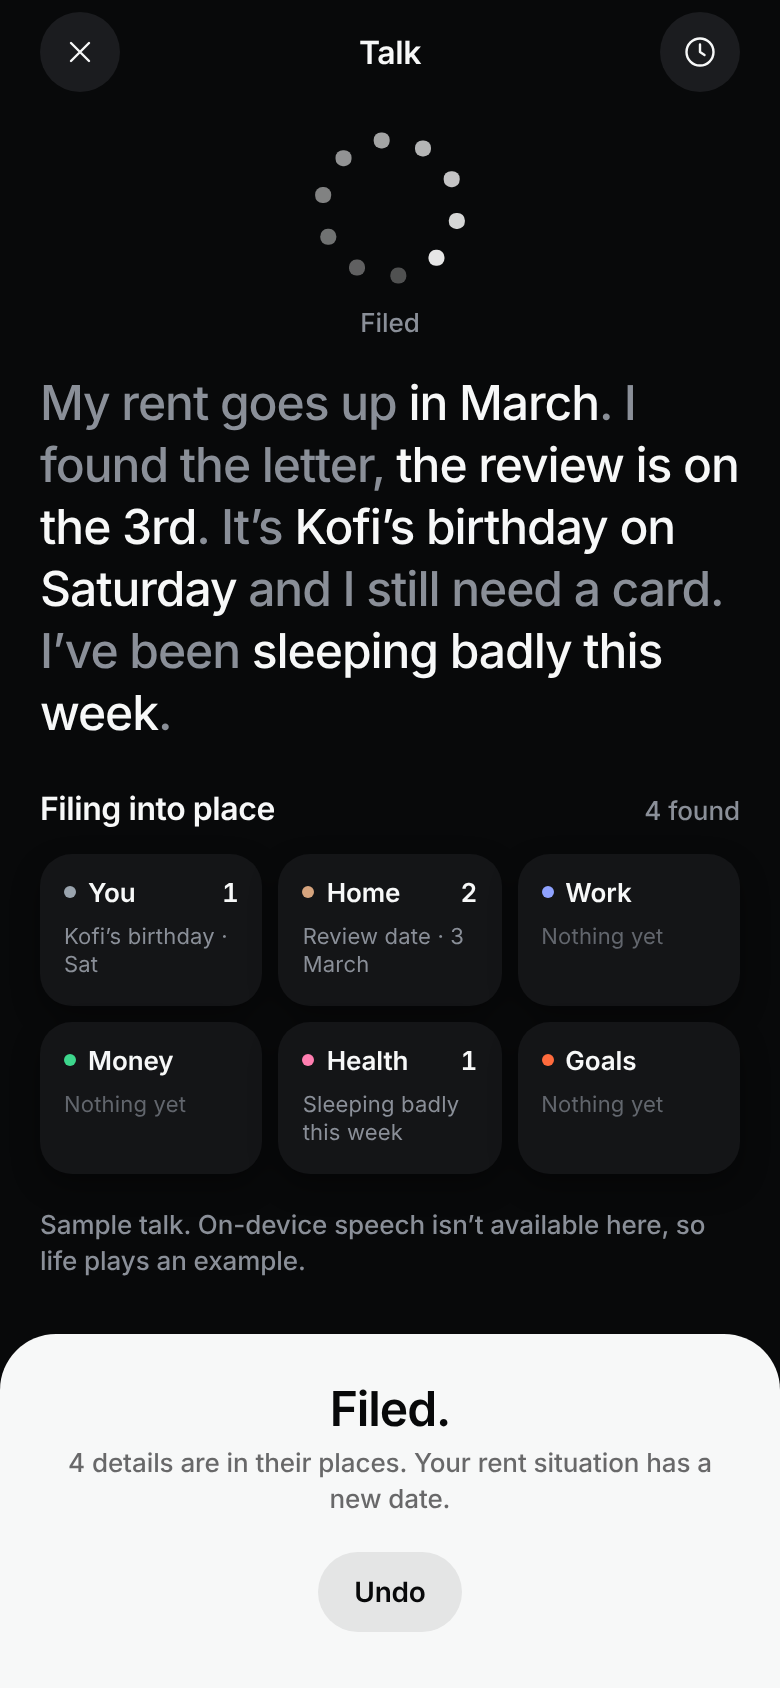 Talk
Filed
My rent goes up in March. I
found the letter, the review is on
the 3rd. It’s Kofi’s birthday on
Saturday and I still need a card.
I’ve been sleeping badly this
week.
Filing into place
4 found
You 1
Kofi’s birthday ·
Sat
Home 2
Review date · 3
March
Work
Nothing yet
Money
Nothing yet
Health 1
Sleeping badly
this week
Goals
Nothing yet
Sample talk. On-device speech isn’t available here, so
life plays an example.
Filed.
4 details are in their places. Your rent situation has a
new date.
Undo